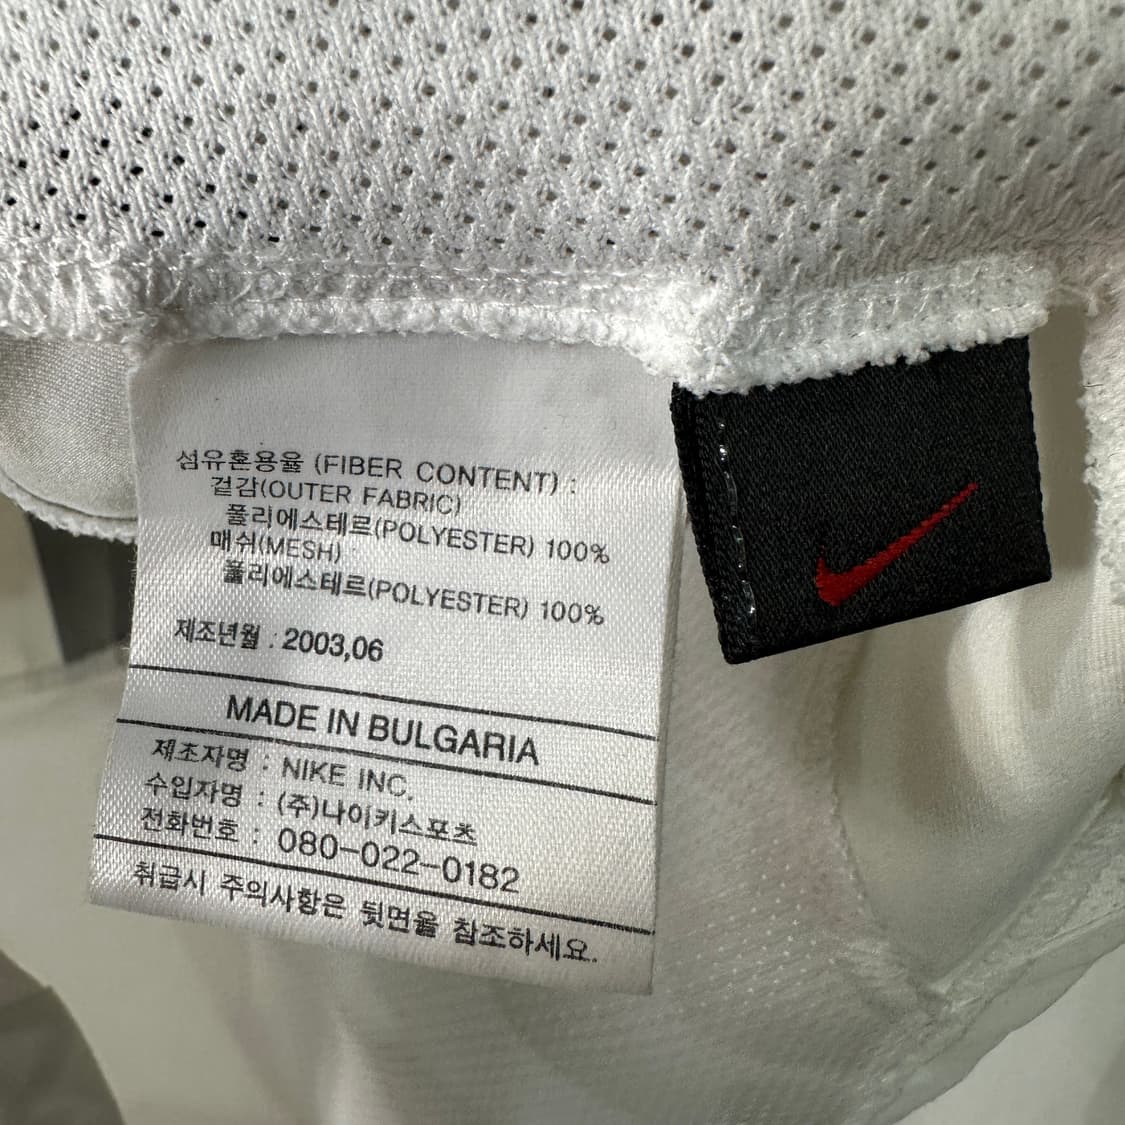 섬유혼용율 (FIBER CONTENT) :
겉감(OUTER FABRIC)
폴리에스테르(POLYESTER) 100%
매쉬(MESH) :
폴리에스테르(POLYESTER) 100%
제조년월 : 2003,06
MADE IN BULGARIA
제조자명 : NIKE INC.
수입자명 : (주)나이키스포츠
전화번호 : 080-022-0182
취급시 주의사항은 뒷면을 참조하세요.